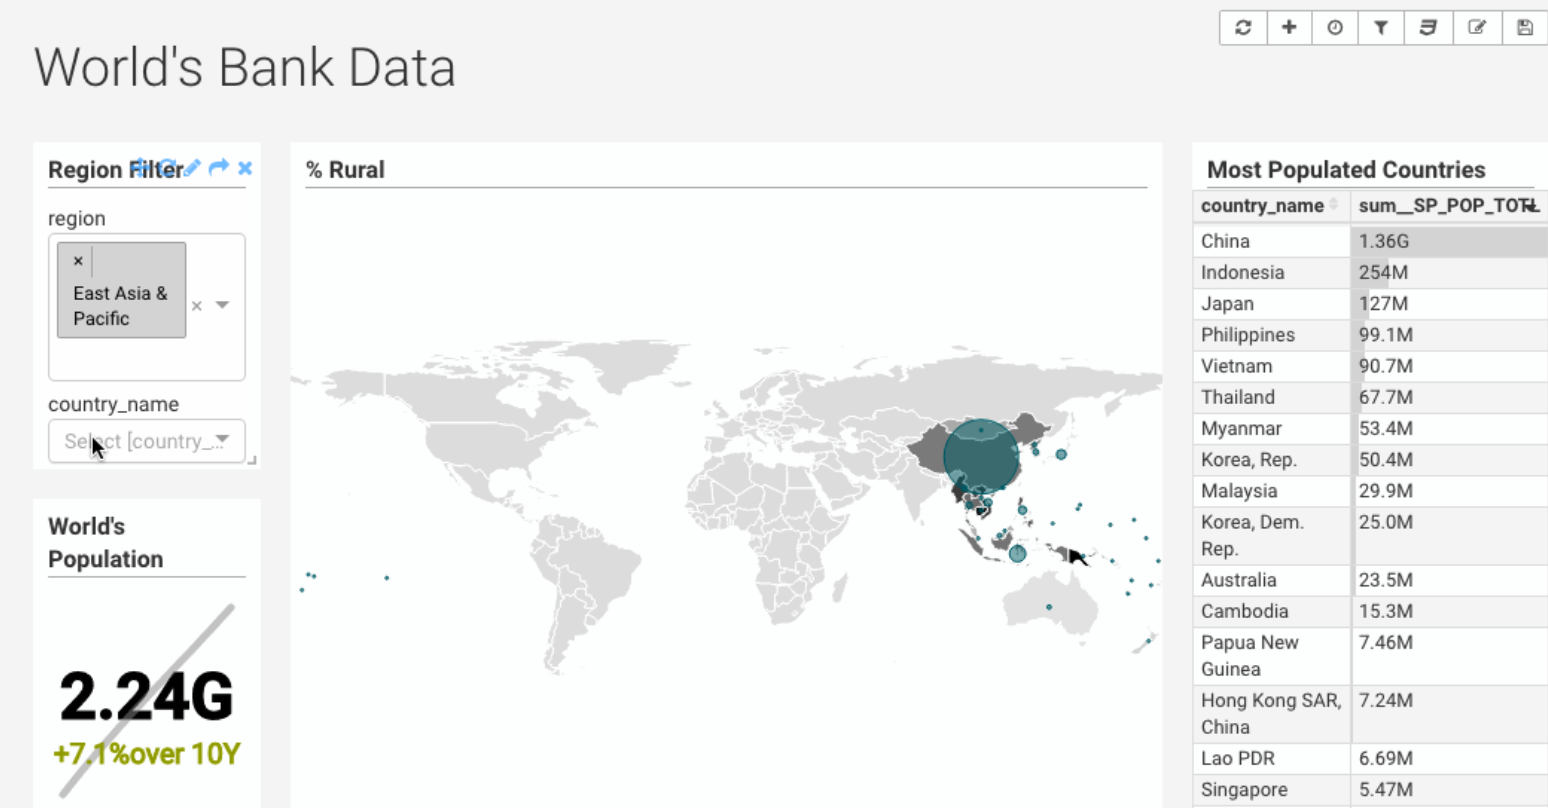 World's Bank Data
Region Filter
region
×
East Asia &
Pacific
×
country_name
Select [country_...
World's
Population
2.24G
+7.1%over 10Y
% Rural
Most Populated Countries
country_name sum__SP_POP_TOTL
China 1.36G
Indonesia 254M
Japan 127M
Philippines 99.1M
Vietnam 90.7M
Thailand 67.7M
Myanmar 53.4M
Korea, Rep. 50.4M
Malaysia 29.9M
Korea, Dem. 25.0M
Rep.
Australia 23.5M
Cambodia 15.3M
Papua New 7.46M
Guinea
Hong Kong SAR, 7.24M
China
Lao PDR 6.69M
Singapore 5.47M